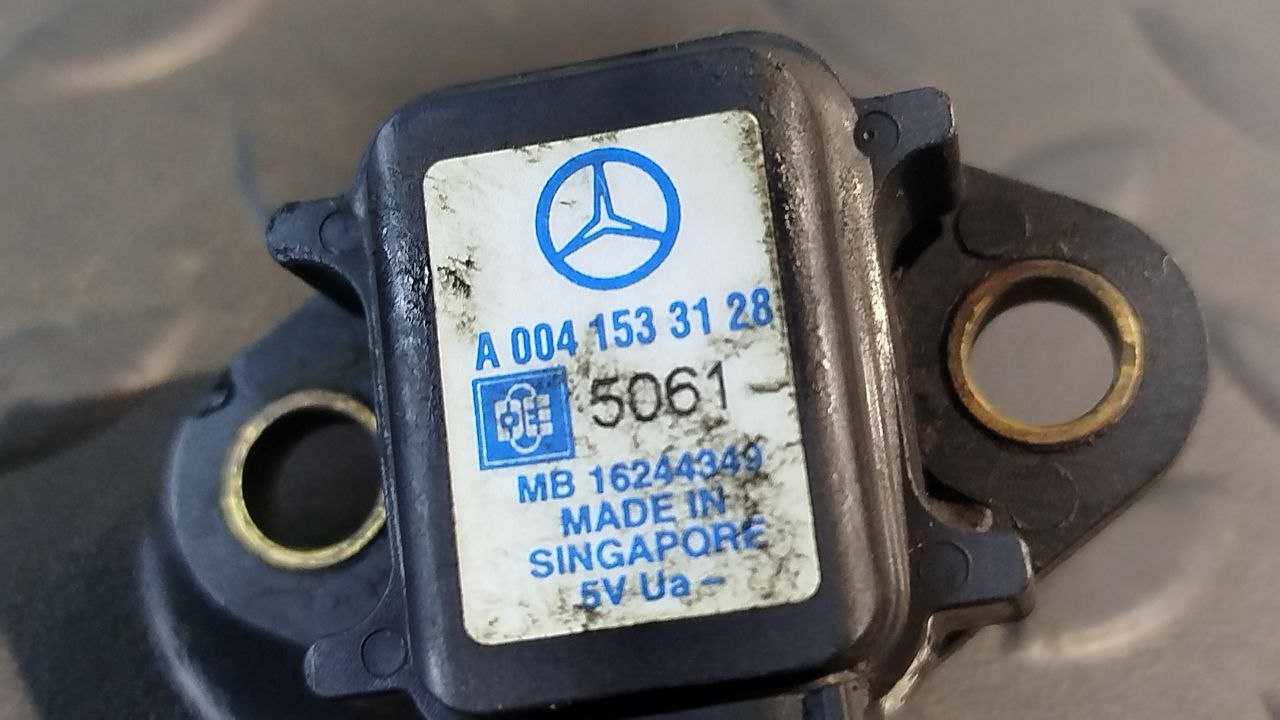 A 004 153 31 28
5061 -
MB 16244349
MADE IN
SINGAPORE
5V Ua -